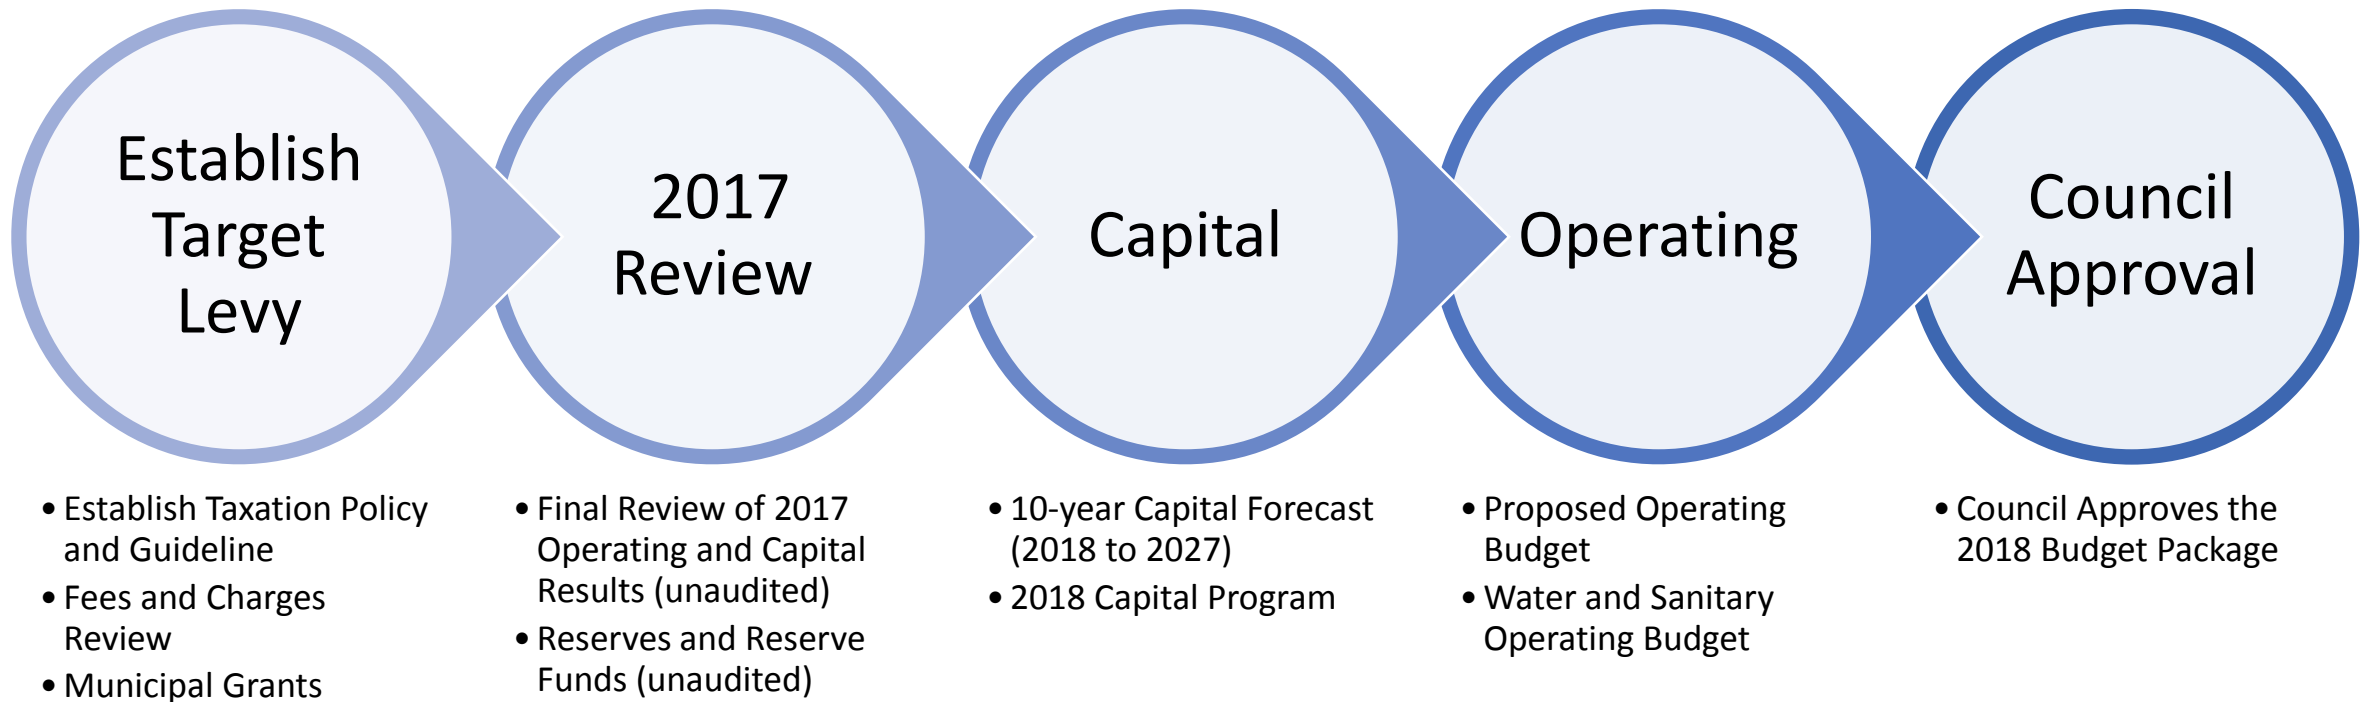 Establish
Target
Levy
2017
Review
Capital
Operating
Council
Approval
• Establish Taxation Policy
and Guideline
• Fees and Charges
Review
• Municipal Grants
• Final Review of 2017
Operating and Capital
Results (unaudited)
• Reserves and Reserve
Funds (unaudited)
• 10-year Capital Forecast
(2018 to 2027)
• 2018 Capital Program
• Proposed Operating
Budget
• Water and Sanitary
Operating Budget
• Council Approves the
2018 Budget Package